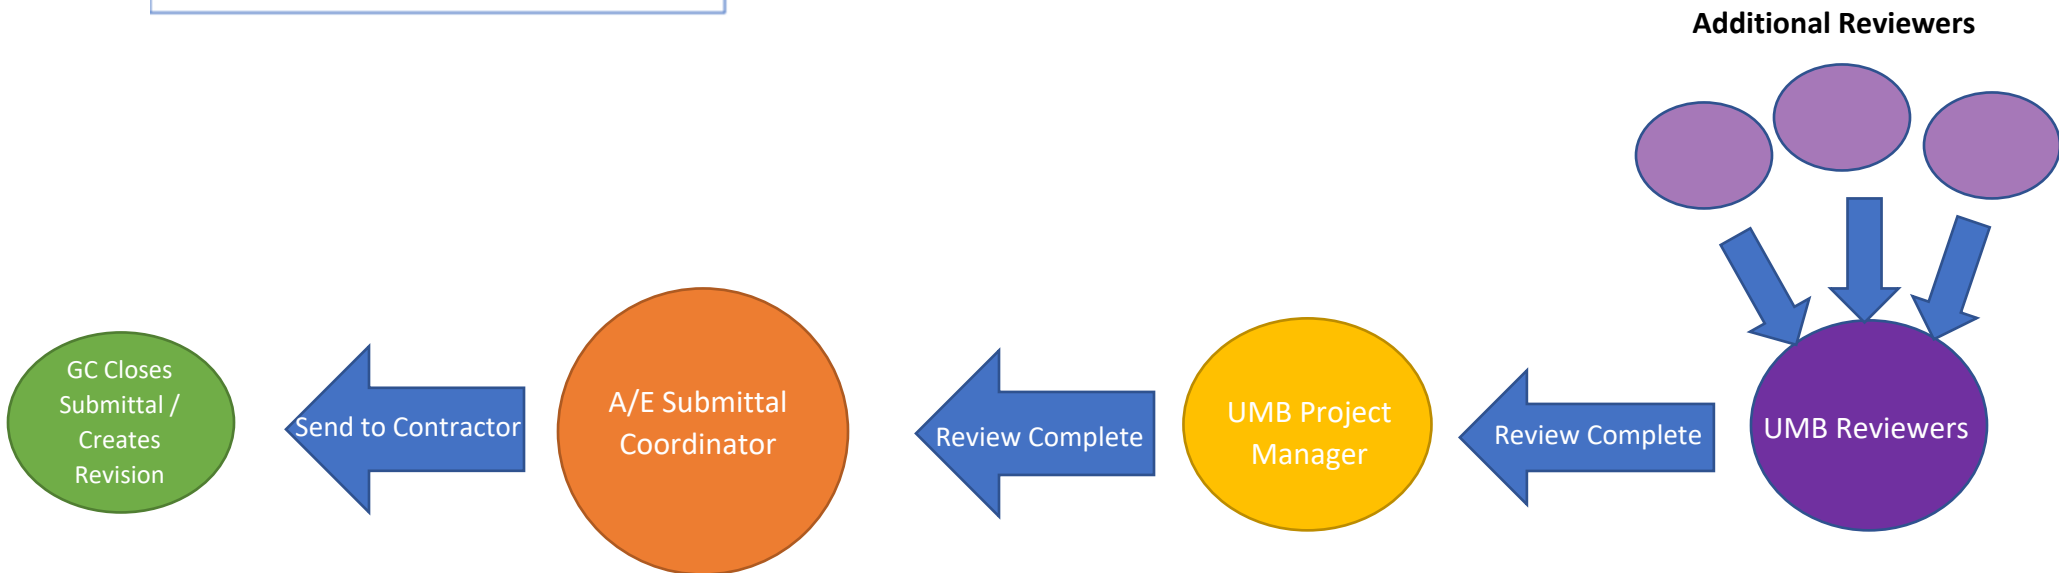 Additional Reviewers
GC Closes
Submittal /
Creates
Revision
Send to Contractor
A/E Submittal
Coordinator
Review Complete
UMB Project
Manager
Review Complete
UMB Reviewers